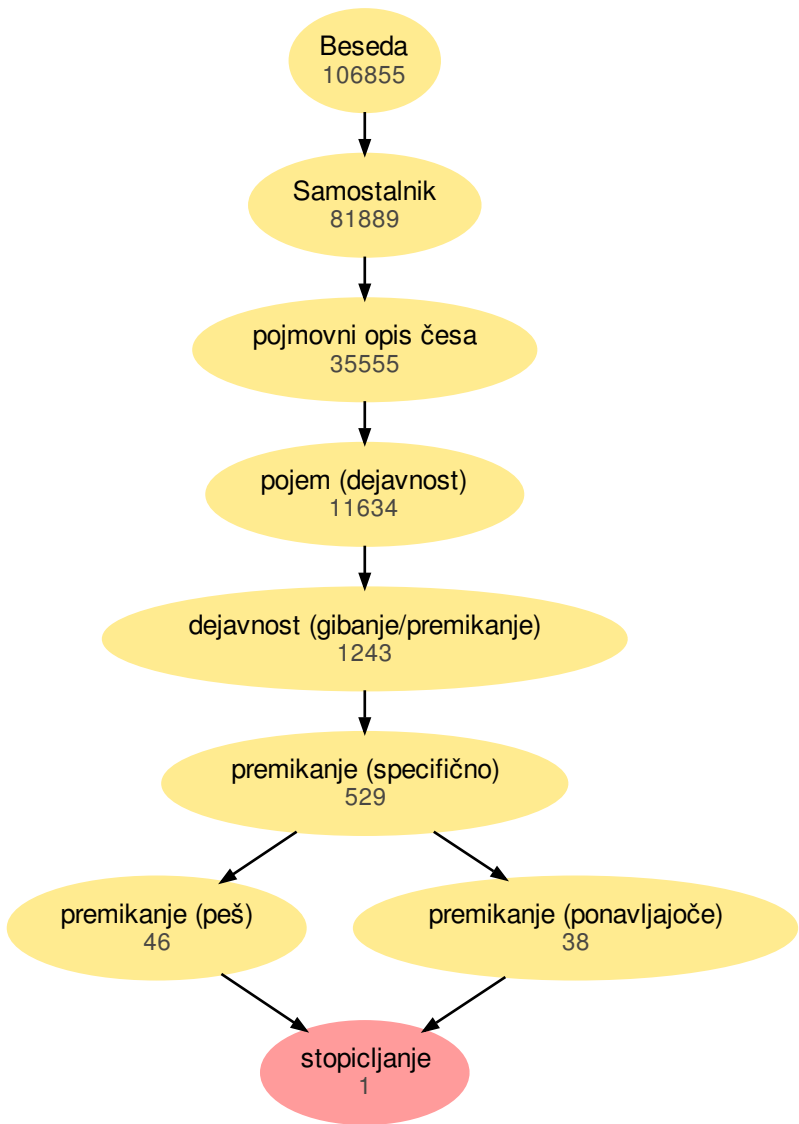 Beseda
106855
Samostalnik
81889
pojmovni opis česa
35555
pojem (dejavnost)
11634
dejavnost (gibanje/premikanje)
1243
premikanje (specifično)
529
premikanje (peš)
46
premikanje (ponavljajoče)
38
stopicljanje
1